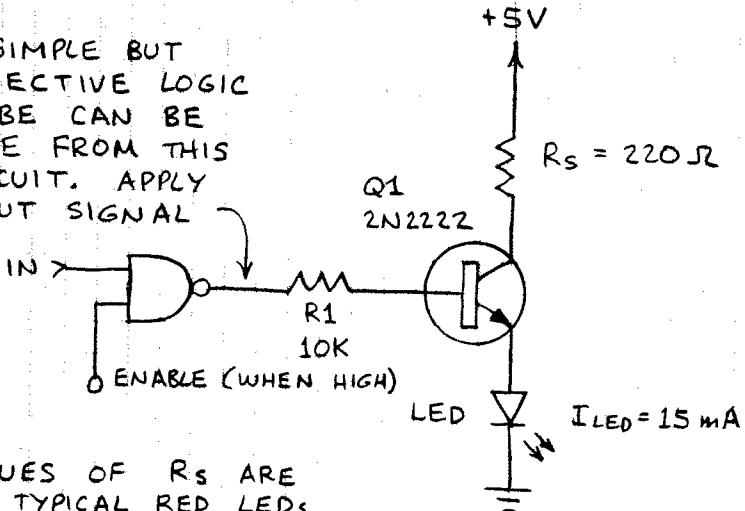 +5V
SIMPLE BUT
ECTIVE LOGIC
BE CAN BE
E FROM THIS
CUIT. APPLY
UT SIGNAL
RS = 220 Ω
Q1
2N2222
IN
R1
10K
ENABLE (WHEN HIGH)
LED
ILED = 15 mA
UES OF RS ARE
TYPICAL RED LEDs